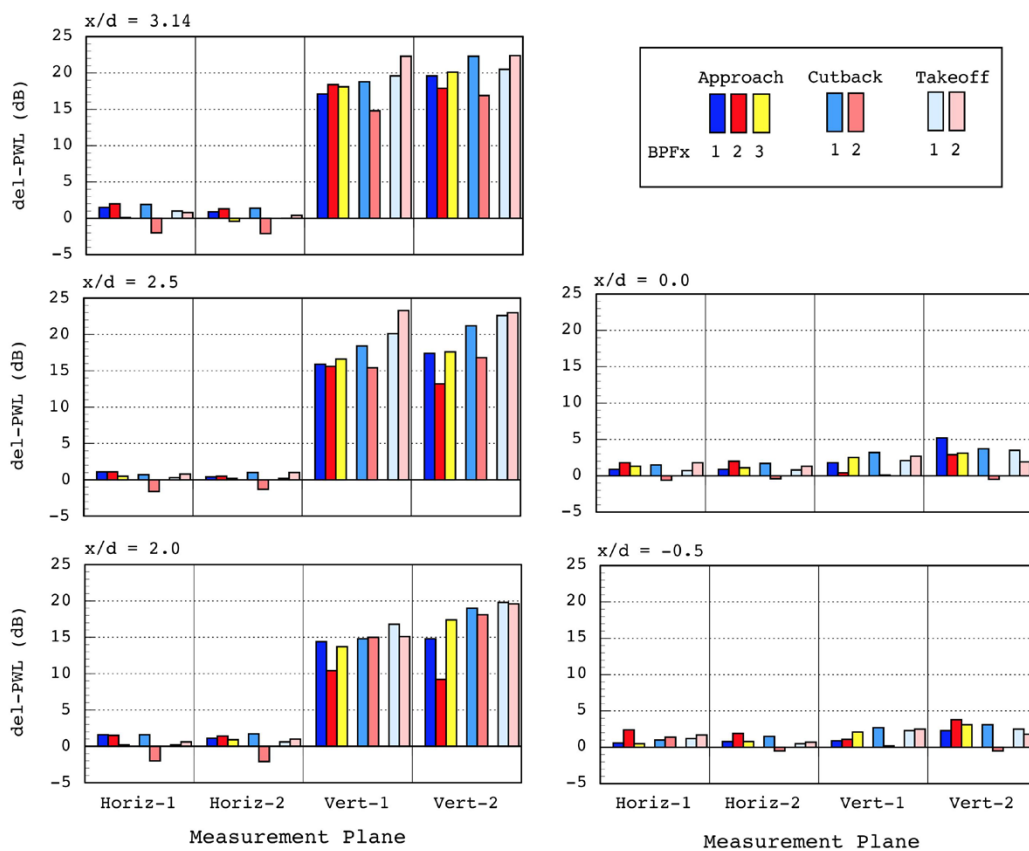 x/d = 3.14
del-PWL (dB)
25
20
15
10
5
0
-5
Approach Cutback Takeoff
BPFx 1 2 3 1 2 1 2
x/d = 2.5
del-PWL (dB)
25
20
15
10
5
0
-5
x/d = 0.0
25
20
15
10
5
0
-5
x/d = 2.0
del-PWL (dB)
25
20
15
10
5
0
-5
Horiz-1 Horiz-2 Vert-1 Vert-2
Measurement Plane
x/d = -0.5
25
20
15
10
5
0
-5
Horiz-1 Horiz-2 Vert-1 Vert-2
Measurement Plane